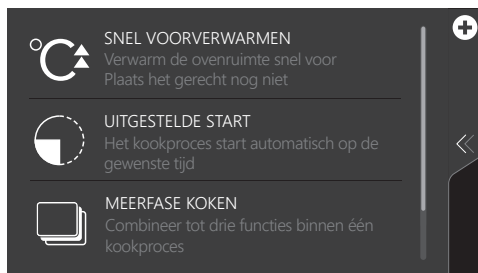 SNEL VOORVERWARMEN
Verwarm de ovenruimte snel voor
Plaats het gerecht nog niet
UITGESTELDE START
Het kookproces start automatisch op de
gewenste tijd
MEERFASE KOKEN
Combineer tot drie functies binnen één
kookproces